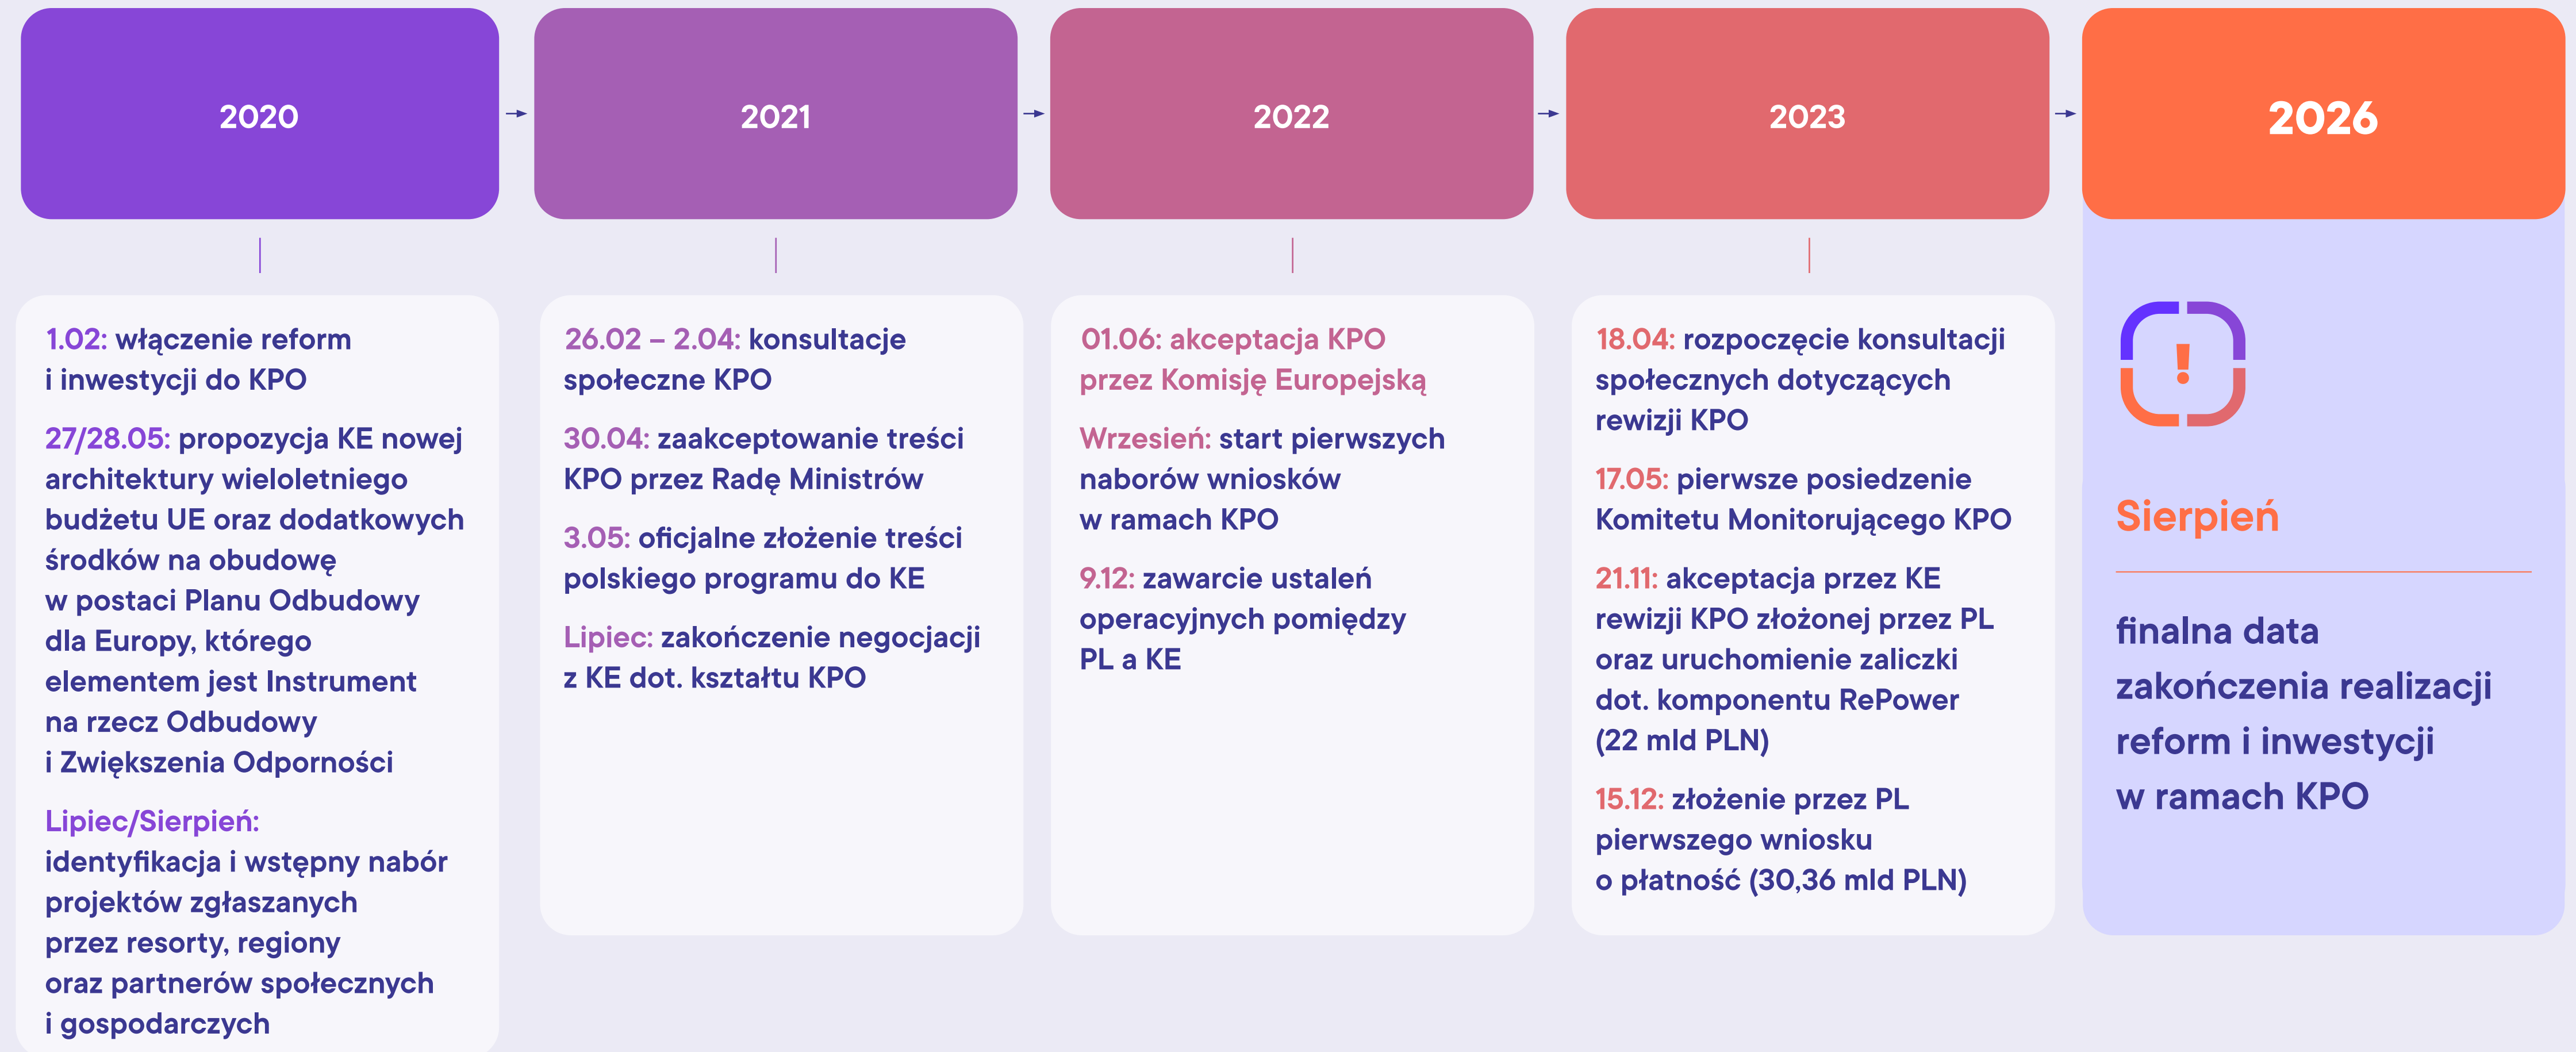 2020
1.02: włączenie reform
i inwestycji do KPO
27/28.05: propozycja KE nowej
architektury wieloletniego
budżetu UE oraz dodatkowych
środków na obudowę
w postaci Planu Odbudowy
dla Europy, którego
elementem jest Instrument
na rzecz Odbudowy
i Zwiększenia Odporności
Lipiec/Sierpień:
identyfikacja i wstępny nabór
projektów zgłaszanych
przez resorty, regiony
oraz partnerów społecznych
i gospodarczych
2021
26.02 – 2.04: konsultacje
społeczne KPO
30.04: zaakceptowanie treści
KPO przez Radę Ministrów
3.05: oficjalne złożenie treści
polskiego programu do KE
Lipiec: zakończenie negocjacji
z KE dot. kształtu KPO
2022
01.06: akceptacja KPO
przez Komisję Europejską
Wrzesień: start pierwszych
naborów wniosków
w ramach KPO
9.12: zawarcie ustaleń
operacyjnych pomiędzy
PL a KE
2023
18.04: rozpoczęcie konsultacji
społecznych dotyczących
rewizji KPO
17.05: pierwsze posiedzenie
Komitetu Monitorującego KPO
21.11: akceptacja przez KE
rewizji KPO złożonej przez PL
oraz uruchomienie zaliczki
dot. komponentu RePower
(22 mld PLN)
15.12: złożenie przez PL
pierwszego wniosku
o płatność (30,36 mld PLN)
2026
!
Sierpień
finalna data
zakończenia realizacji
reform i inwestycji
w ramach KPO